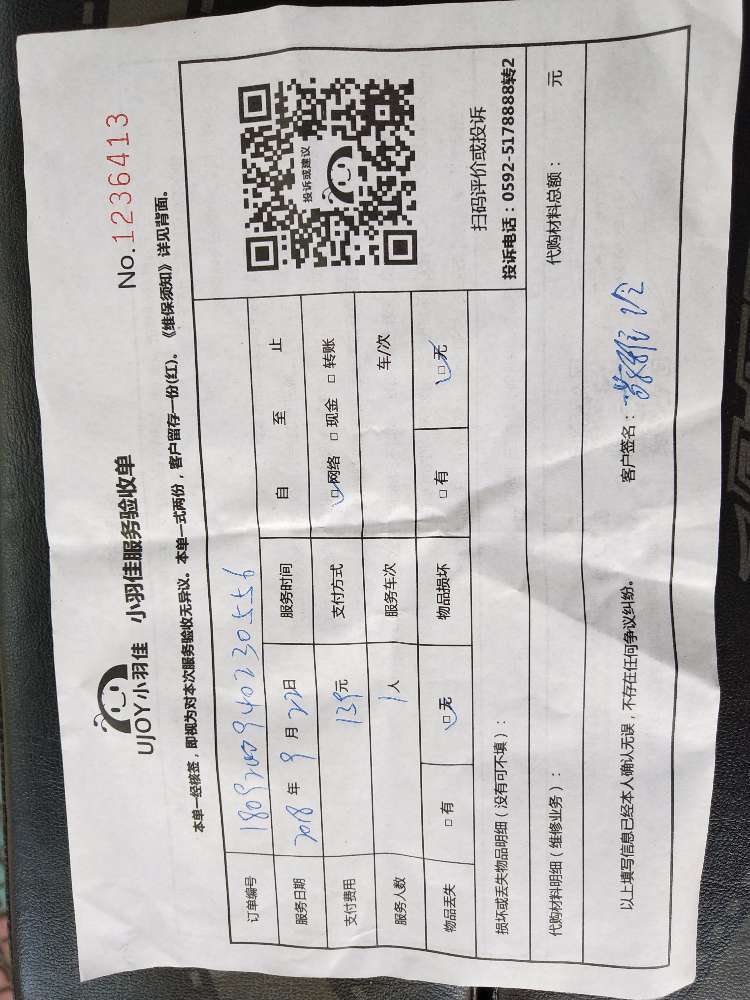 UJOY小羽佳 小羽佳服务验收单
No.1236413
本单一经核签，即视为对本次服务验收无异议。本单一式两份，客户留存一份(红)。《维保须知》详见背面。
订单编号 180920009402230556
服务日期 2018 年 9 月 22 日 服务时间 自 至 止
支付费用 139元 支付方式 ☑网络 □现金 □转账
服务人数 1人 服务车次 车/次
物品丢失 □有 ☑无 物品损坏 □有 ☑无
投诉或建议
扫码评价或投诉
投诉电话：0592-5178888转2
损坏或丢失物品明细（没有可不填）：
代购材料明细（维修业务）： 代购材料总额： 元
以上填写信息已经本人确认无误，不存在任何争议纠纷。 客户签名：